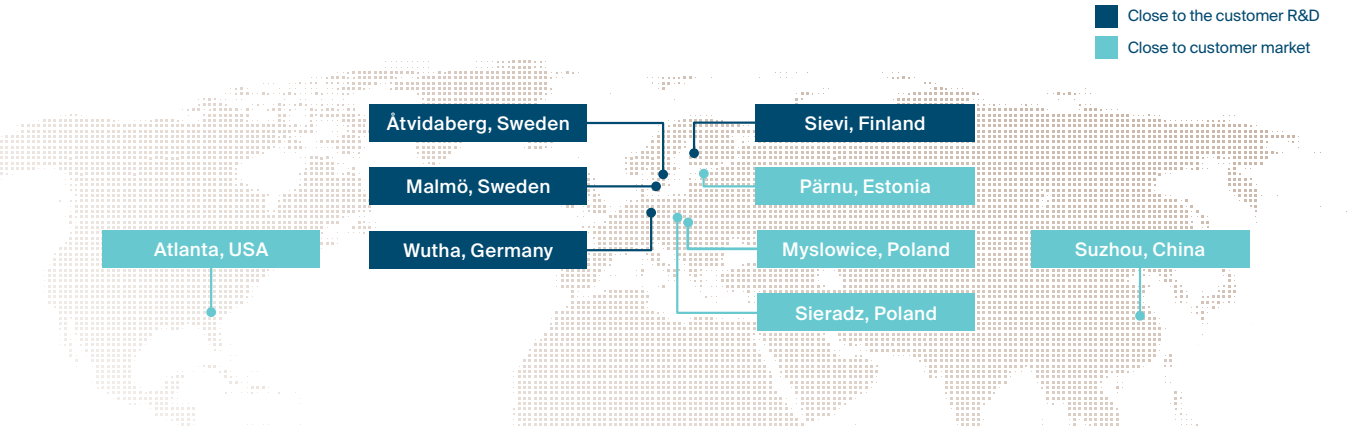 Close to the customer R&D
Close to customer market
Åtvidaberg, Sweden
Sievi, Finland
Malmö, Sweden
Pärnu, Estonia
Atlanta, USA
Wutha, Germany
Myslowice, Poland
Suzhou, China
Sieradz, Poland